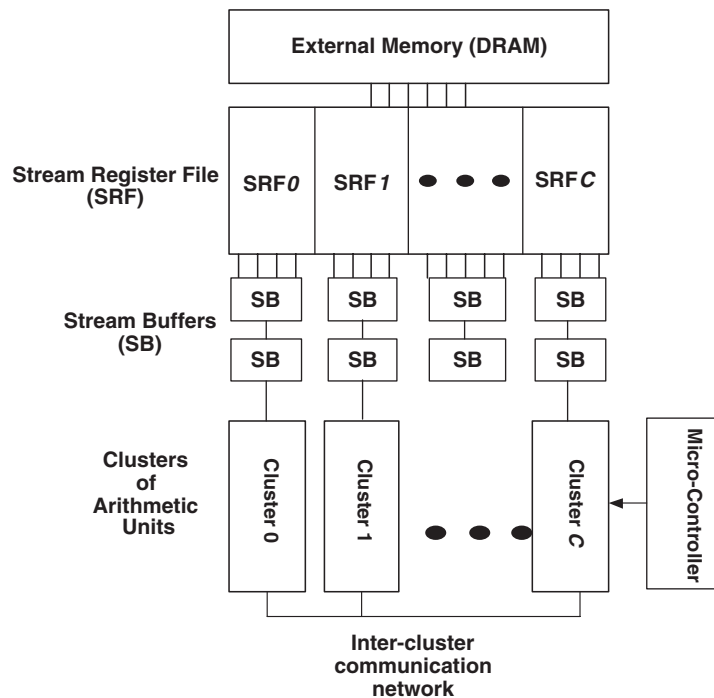 External Memory (DRAM)
Stream Register File
(SRF)
SRF0
SRF1
SRFC
Stream Buffers
(SB)
SB
SB
SB
SB
SB
SB
SB
SB
Clusters
of
Arithmetic
Units
Cluster 0
Cluster 1
Cluster C
Micro-Controller
Inter-cluster
communication
network